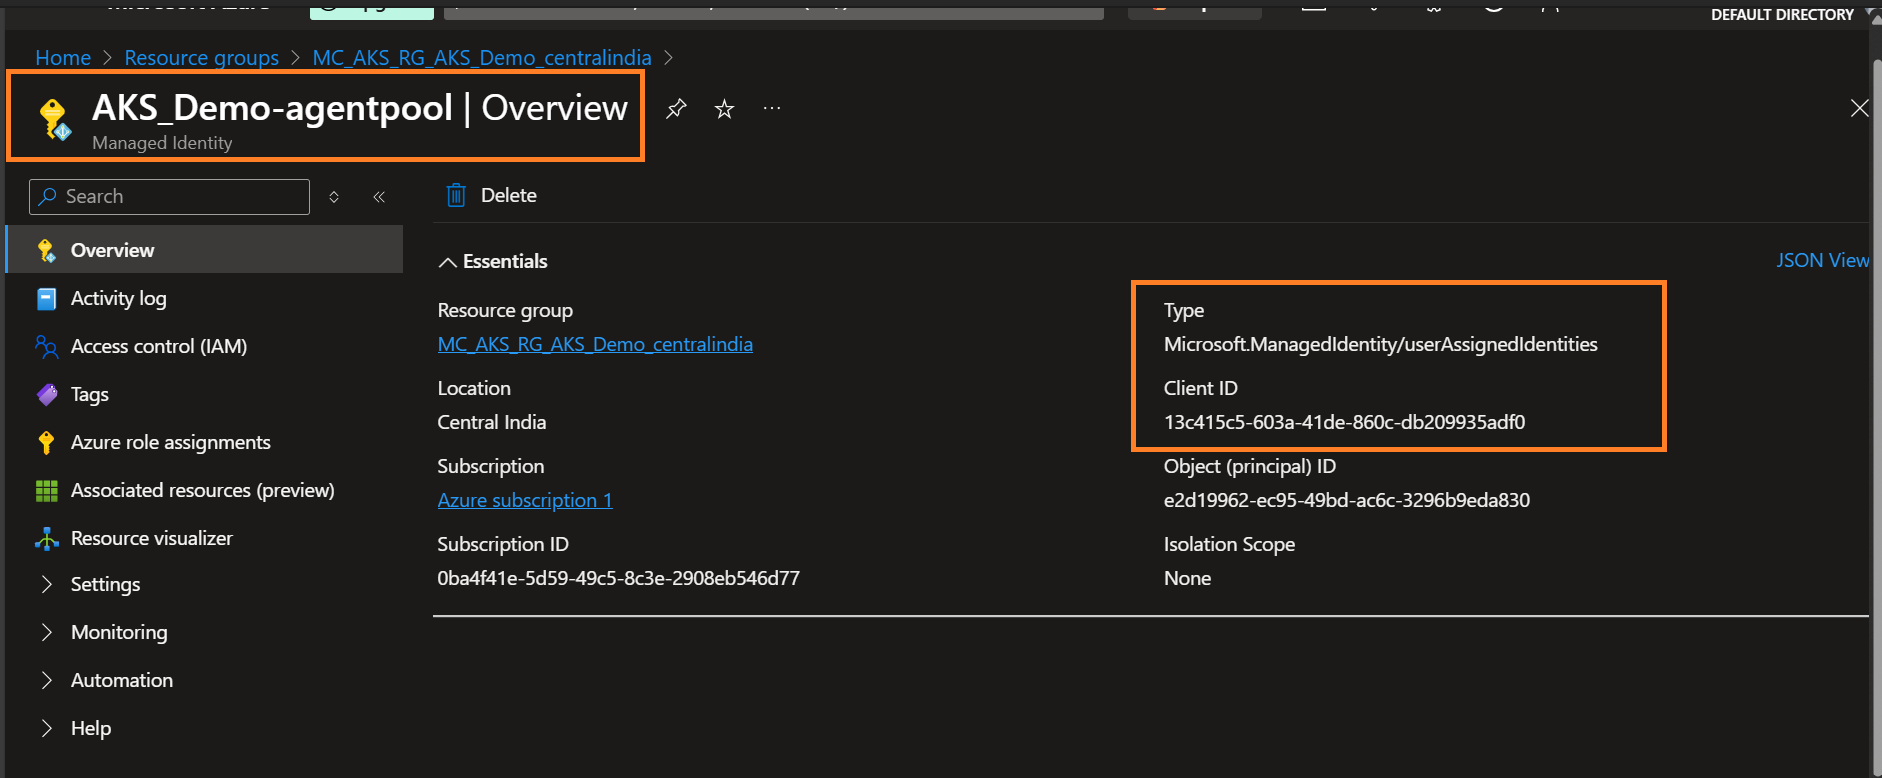 DEFAULT DIRECTORY
Home > Resource groups > MC_AKS_RG_AKS_Demo_centralindia >
AKS_Demo-agentpool | Overview
Managed Identity
Search
Delete
Overview
Activity log
Access control (IAM)
Tags
Azure role assignments
Associated resources (preview)
Resource visualizer
Settings
Monitoring
Automation
Help
Essentials
JSON View
Resource group
MC_AKS_RG_AKS_Demo_centralindia
Location
Central India
Subscription
Azure subscription 1
Subscription ID
0ba4f41e-5d59-49c5-8c3e-2908eb546d77
Type
Microsoft.ManagedIdentity/userAssignedIdentities
Client ID
13c415c5-603a-41de-860c-db209935adf0
Object (principal) ID
e2d19962-ec95-49bd-ac6c-3296b9eda830
Isolation Scope
None